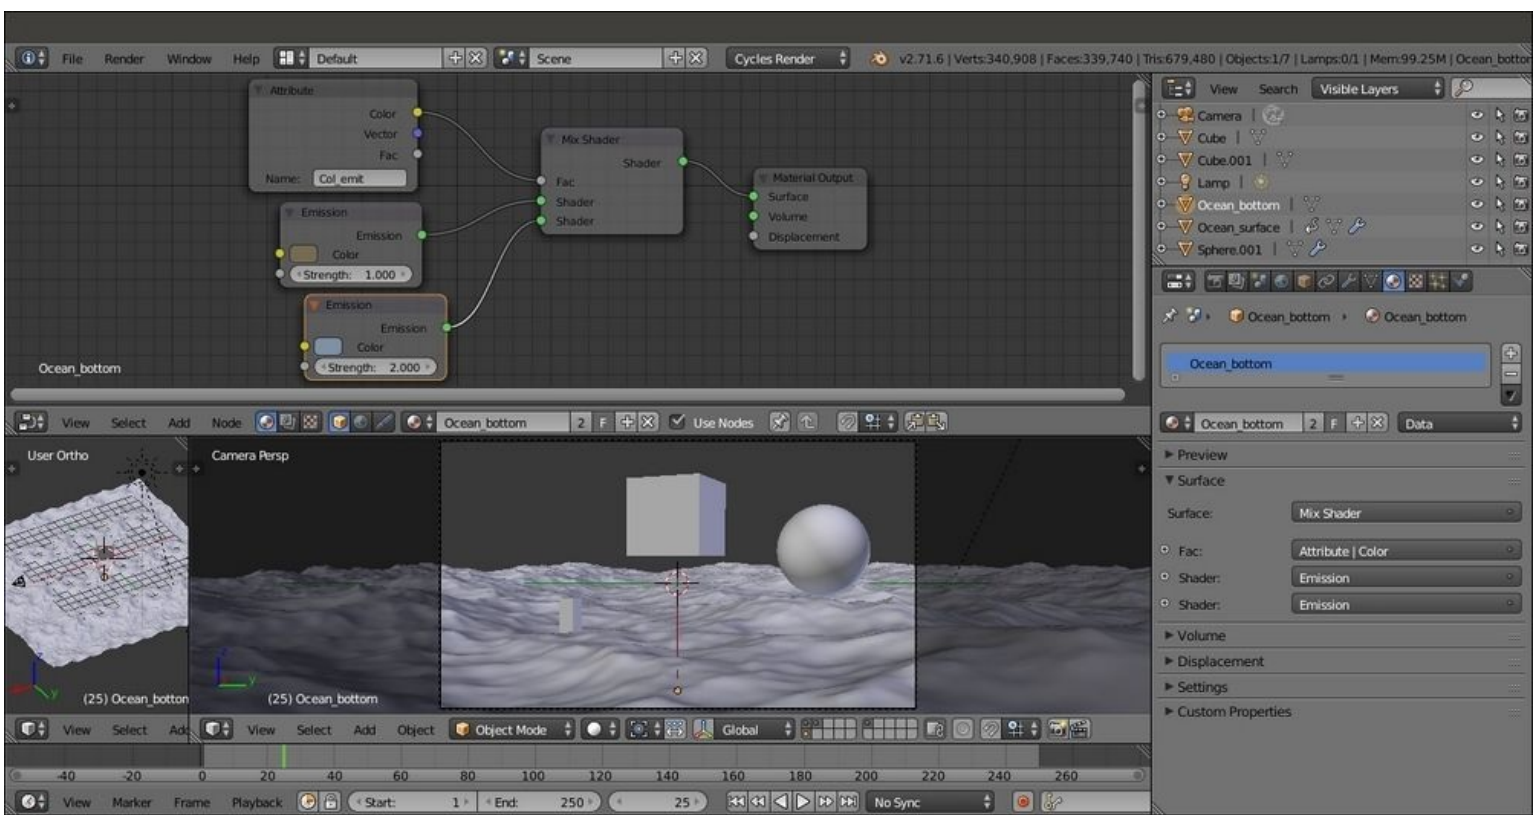 File Render Window Help Default Scene Cycles Render v2.71.6 | Verts:340,908 | Faces:339,740 | Tris:679,480 | Objects:1/7 | Lamps:0/1 | Mem:99.25M | Ocean_bottor
Attribute
Color
Vector
Fac
Name: Col_emit
Emission
Emission
Color
Strength: 1.000
Emission
Emission
Color
Strength: 2.000
Mix Shader
Shader
Fac
Shader
Shader
Material Output
Surface
Volume
Displacement
Ocean_bottom
View Select Add Node Ocean_bottom 2 F Use Nodes
User Ortho
(25) Ocean_botton
View Select Add
Camera Persp
(25) Ocean_bottom
View Select Add Object Object Mode Global
-40 -20 0 20 40 60 80 100 120 140 160 180 200 220 240 260
View Marker Frame Playback Start: 1 End: 250 25 No Sync
View Search Visible Layers
Camera
Cube
Cube.001
Lamp
Ocean_bottom
Ocean_surface
Sphere.001
Ocean_bottom Ocean_bottom
Ocean_bottom
Ocean_bottom 2 F Data
Preview
Surface
Surface: Mix Shader
Fac: Attribute | Color
Shader: Emission
Shader: Emission
Volume
Displacement
Settings
Custom Properties